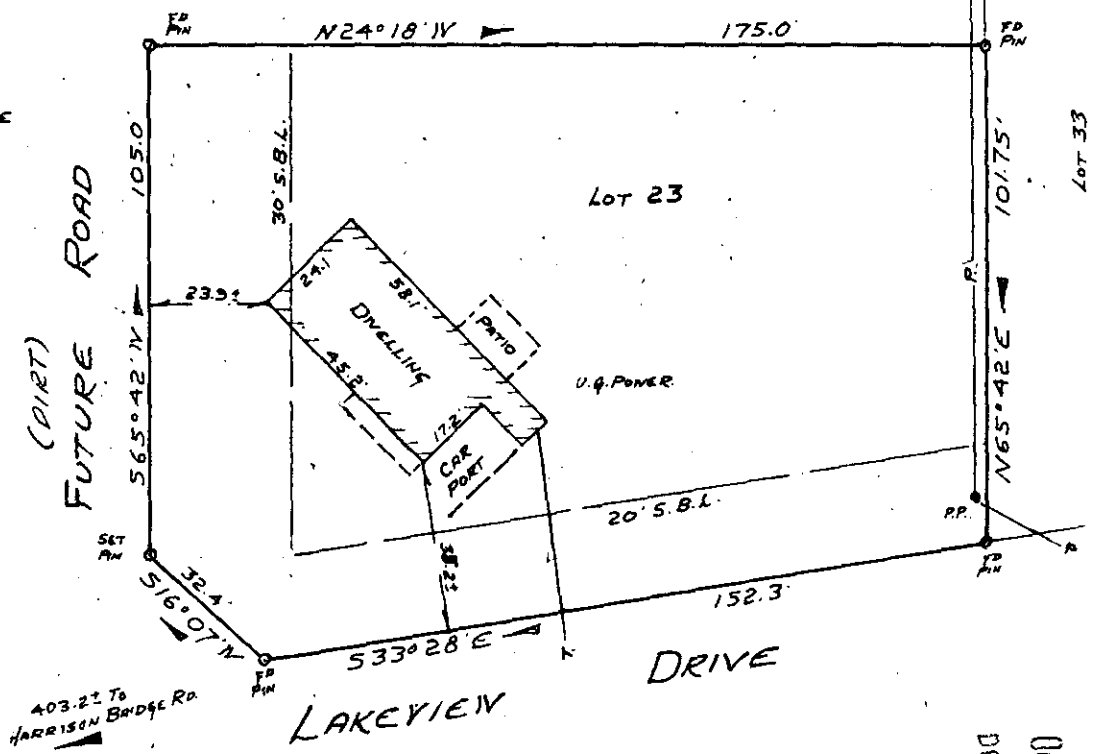 FD PIN
N24°18'W
175.0'
FD PIN
105.0'
30' S.B.L.
LOT 23
101.75'
LOT 33
(DIRT)
FUTURE ROAD
S65°42'W
23.9±
24.1
58.1'
DWELLING
PATIO
45.2'
U.G. POWER
17.2'
CAR PORT
P.
N65°42'E
20' S.B.L.
P.P.
P
SET PIN
32.4
S16°07'W
38.2±
FD PIN
FD PIN
S33°28'E
152.3
LAKEVIEW DRIVE
403.2± TO
HARRISON BRIDGE RD.